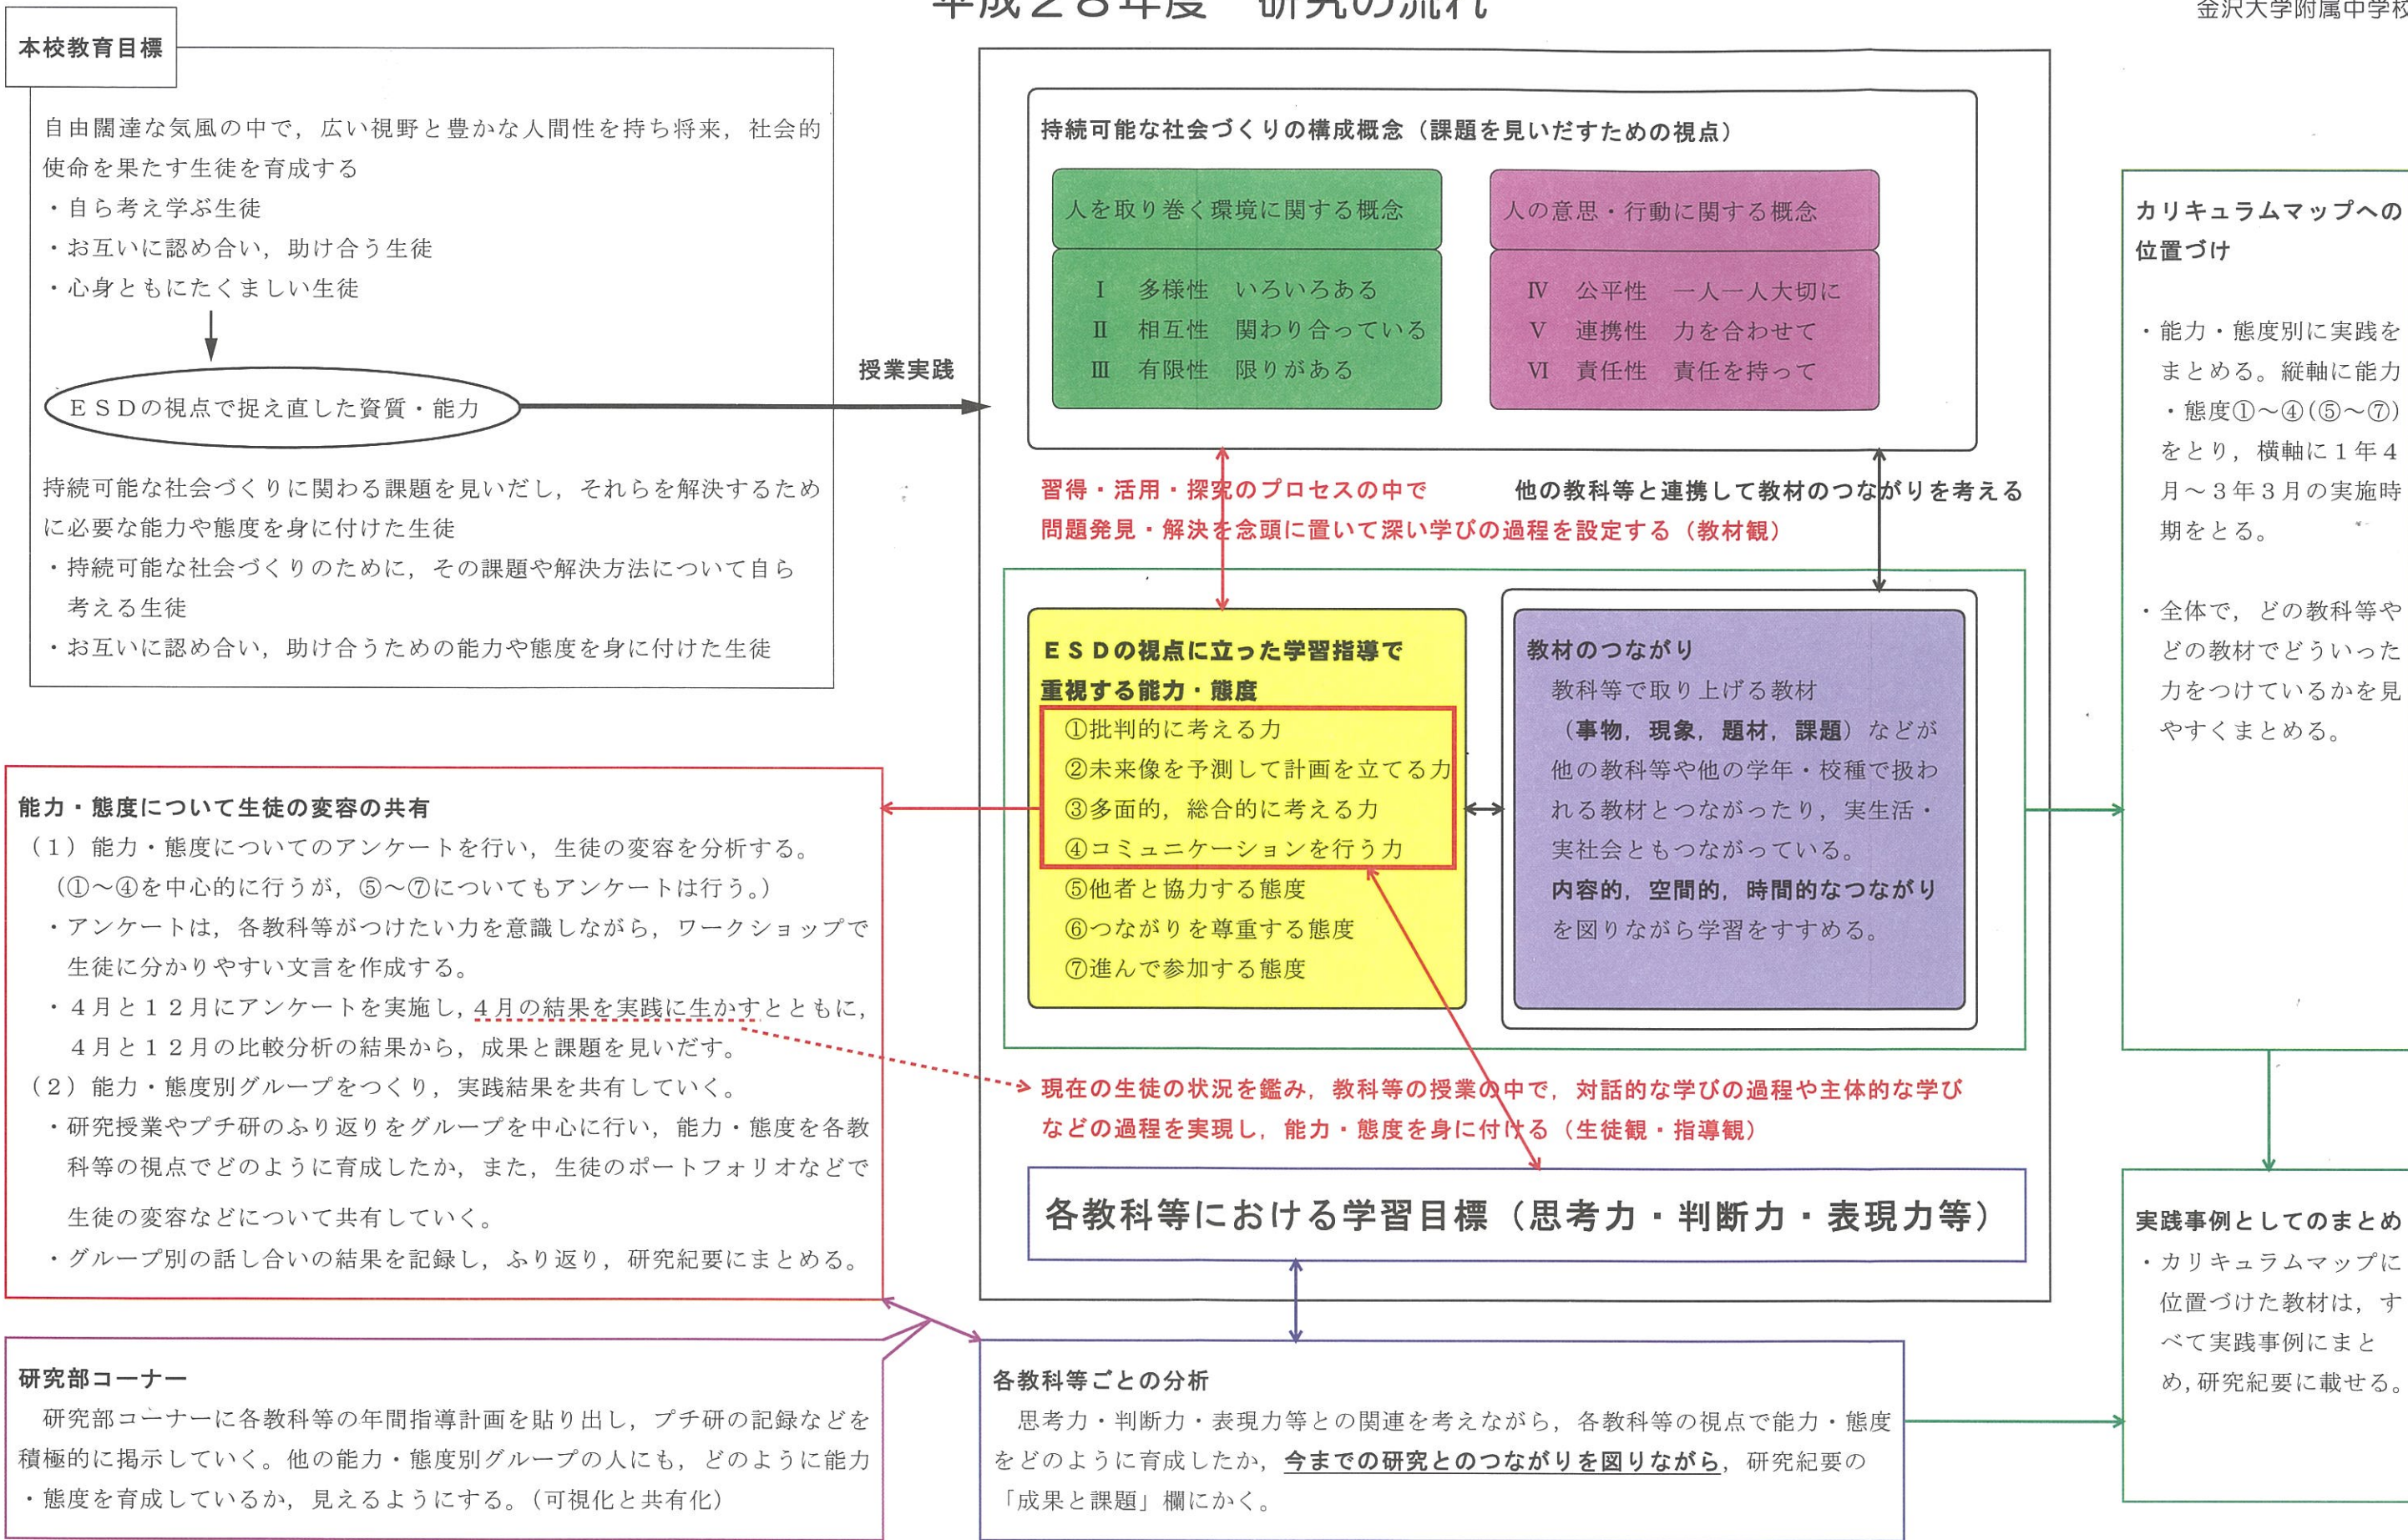 平成２８年度　研究の流れ
金沢大学附属中学校
本校教育目標
自由闊達な気風の中で，広い視野と豊かな人間性を持ち将来，社会的
使命を果たす生徒を育成する
・自ら考え学ぶ生徒
・お互いに認め合い，助け合う生徒
・心身ともにたくましい生徒
ＥＳＤの視点で捉え直した資質・能力
持続可能な社会づくりに関わる課題を見いだし，それらを解決するため
に必要な能力や態度を身に付けた生徒
・持続可能な社会づくりのために，その課題や解決方法について自ら
考える生徒
・お互いに認め合い，助け合うための能力や態度を身に付けた生徒
授業実践
持続可能な社会づくりの構成概念（課題を見いだすための視点）
人を取り巻く環境に関する概念
Ⅰ　多様性　いろいろある
Ⅱ　相互性　関わり合っている
Ⅲ　有限性　限りがある
人の意思・行動に関する概念
Ⅳ　公平性　一人一人大切に
Ⅴ　連携性　力を合わせて
Ⅵ　責任性　責任を持って
習得・活用・探究のプロセスの中で
問題発見・解決を念頭に置いて深い学びの過程を設定する（教材観）
他の教科等と連携して教材のつながりを考える
ＥＳＤの視点に立った学習指導で
重視する能力・態度
①批判的に考える力
②未来像を予測して計画を立てる力
③多面的，総合的に考える力
④コミュニケーションを行う力
⑤他者と協力する態度
⑥つながりを尊重する態度
⑦進んで参加する態度
教材のつながり
教科等で取り上げる教材
（事物，現象，題材，課題）などが
他の教科等や他の学年・校種で扱わ
れる教材とつながったり，実生活・
実社会ともつながっている。
内容的，空間的，時間的なつながり
を図りながら学習をすすめる。
現在の生徒の状況を鑑み，教科等の授業の中で，対話的な学びの過程や主体的な学び
などの過程を実現し，能力・態度を身に付ける（生徒観・指導観）
各教科等における学習目標（思考力・判断力・表現力等）
能力・態度について生徒の変容の共有
（１）能力・態度についてのアンケートを行い，生徒の変容を分析する。
（①～④を中心的に行うが，⑤～⑦についてもアンケートは行う。）
・アンケートは，各教科等がつけたい力を意識しながら，ワークショップで
生徒に分かりやすい文言を作成する。
・４月と１２月にアンケートを実施し，４月の結果を実践に生かすとともに，
４月と１２月の比較分析の結果から，成果と課題を見いだす。
（２）能力・態度別グループをつくり，実践結果を共有していく。
・研究授業やプチ研のふり返りをグループを中心に行い，能力・態度を各教
科等の視点でどのように育成したか，また，生徒のポートフォリオなどで
生徒の変容などについて共有していく。
・グループ別の話し合いの結果を記録し，ふり返り，研究紀要にまとめる。
研究部コーナー
研究部コーナーに各教科等の年間指導計画を貼り出し，プチ研の記録などを
積極的に掲示していく。他の能力・態度別グループの人にも，どのように能力
・態度を育成しているか，見えるようにする。（可視化と共有化）
各教科等ごとの分析
思考力・判断力・表現力等との関連を考えながら，各教科等の視点で能力・態度
をどのように育成したか，今までの研究とのつながりを図りながら，研究紀要の
「成果と課題」欄にかく。
カリキュラムマップへの
位置づけ
・能力・態度別に実践を
まとめる。縦軸に能力
・態度①～④(⑤～⑦)
をとり，横軸に１年４
月～３年３月の実施時
期をとる。
・全体で，どの教科等や
どの教材でどういった
力をつけているかを見
やすくまとめる。
実践事例としてのまとめ
・カリキュラムマップに
位置づけた教材は，す
べて実践事例にまと
め，研究紀要に載せる。